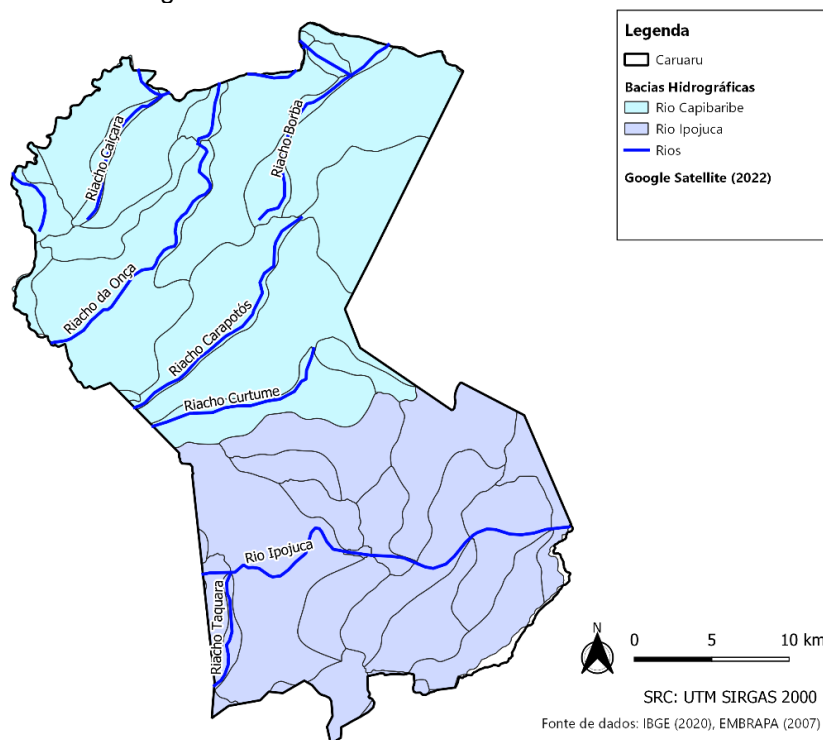 Legenda
Caruaru
Bacias Hidrográficas
Rio Capibaribe
Rio Ipojuca
Rios
Google Satellite (2022)
Riacho Caiçara
Riacho Borba
Riacho da Onça
Riacho Carapotós
Riacho Curtume
Rio Ipojuca
Riacho Taquara
N
0 5 10 km
SRC: UTM SIRGAS 2000
Fonte de dados: IBGE (2020), EMBRAPA (2007)